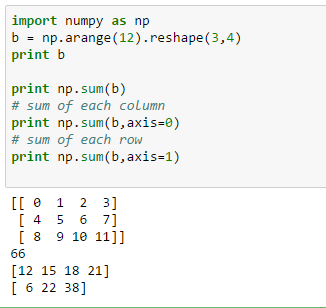 import numpy as np
b = np.arange(12).reshape(3,4)
print b
print np.sum(b)
# sum of each column
print np.sum(b,axis=0)
# sum of each row
print np.sum(b,axis=1)
[[ 0  1  2  3]
 [ 4  5  6  7]
 [ 8  9 10 11]]
66
[12 15 18 21]
[ 6 22 38]